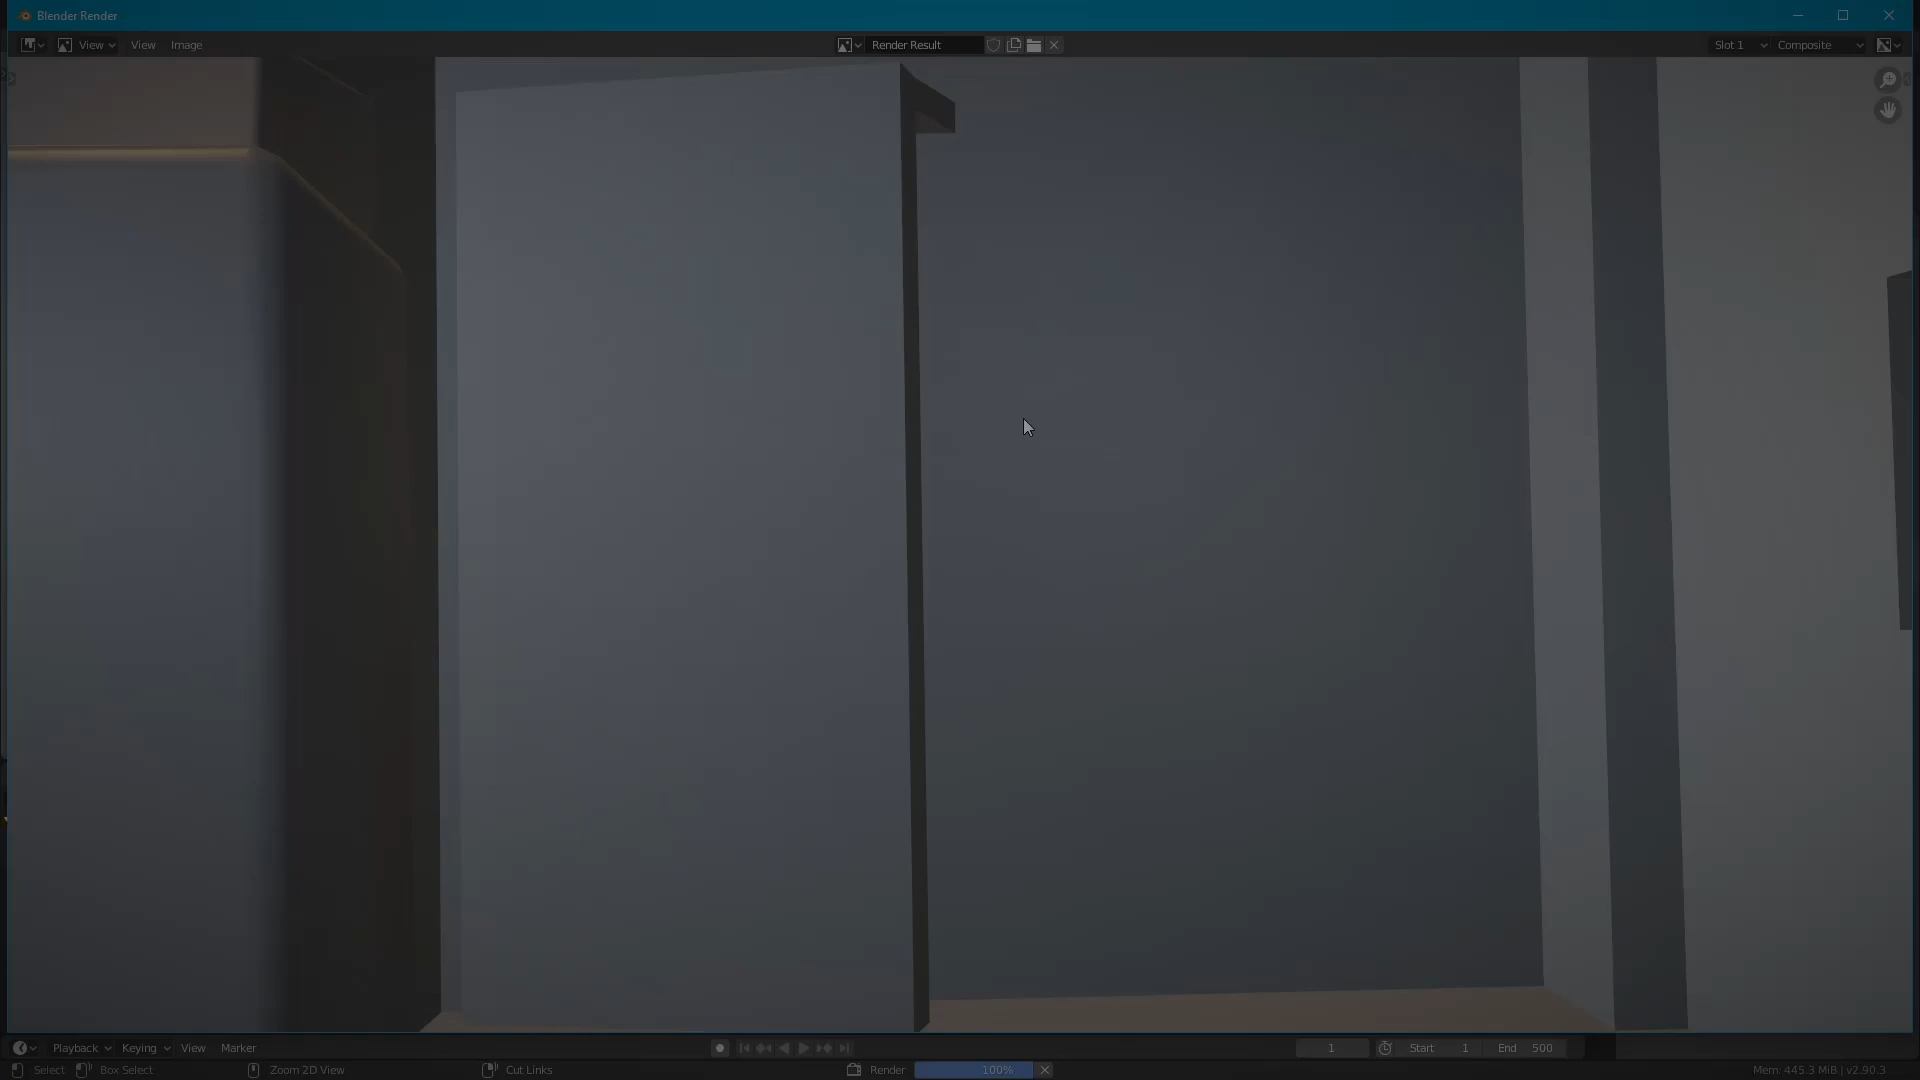 Blender Render
View View Image Render Result Slot 1 Composite
Playback Keying View Marker 1 Start 1 End 500
Select Box Select Zoom 2D View Cut Links Render 100% Mem: 445.3 MiB | v2.90.3